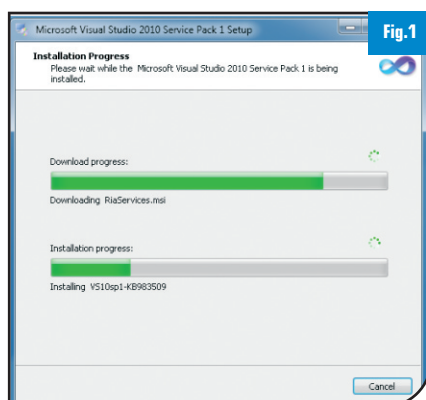 Microsoft Visual Studio 2010 Service Pack 1 Setup
Fig.1
Installation Progress
Please wait while the Microsoft Visual Studio 2010 Service Pack 1 is being
installed.
Download progress:
Downloading RiaServices.msi
Installation progress:
Installing VS10sp1-KB983509
Cancel